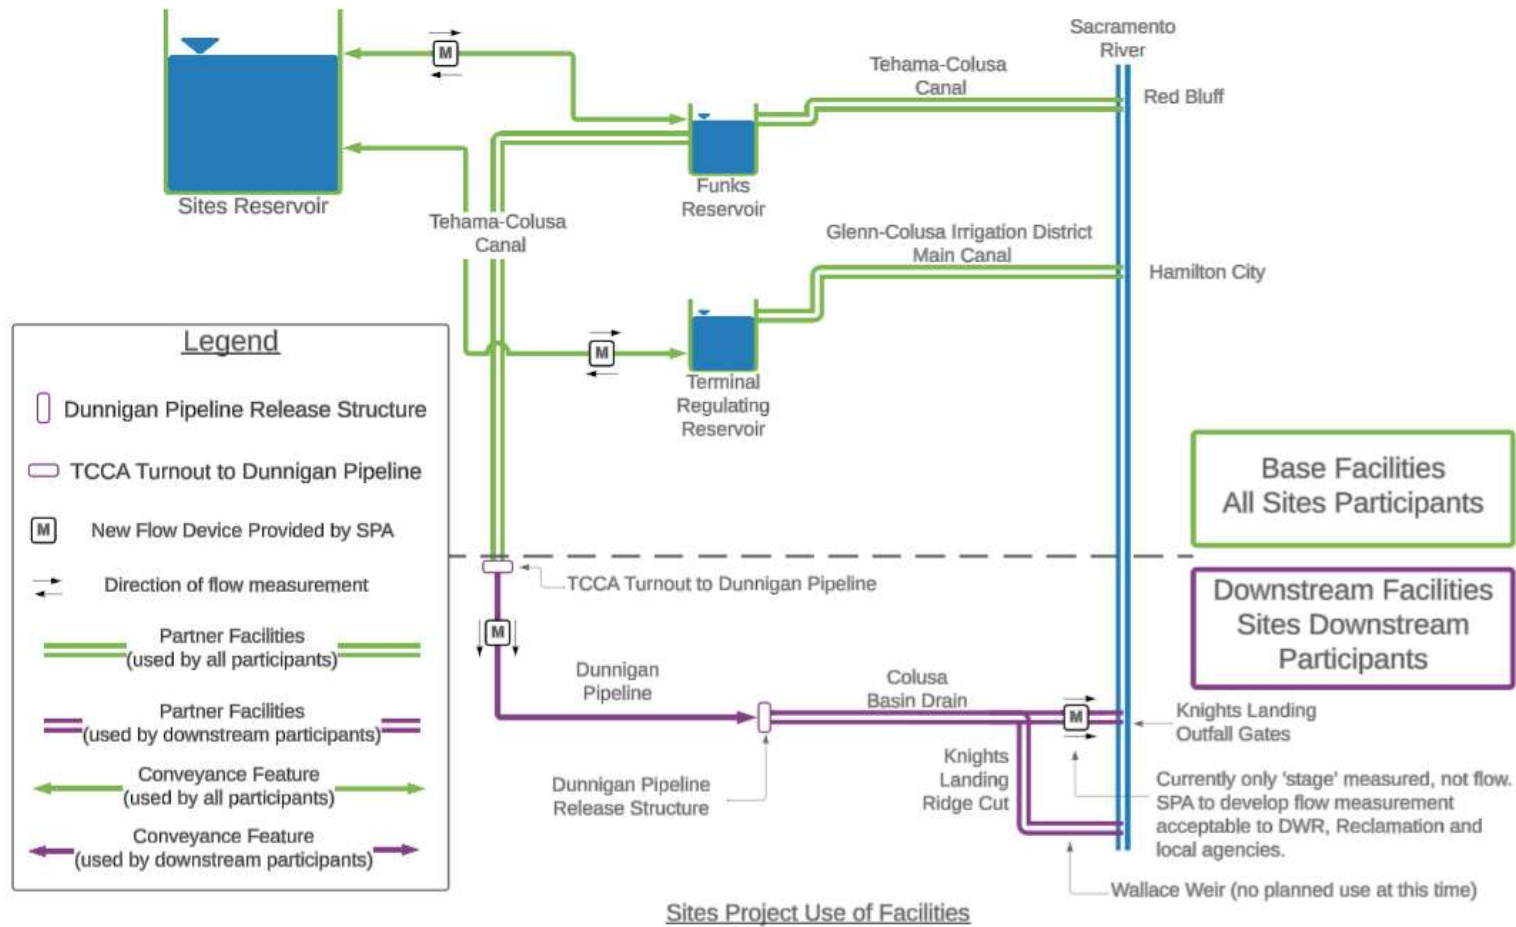 Sacramento
River
M
Tehama-Colusa
Canal
Red Bluff
Sites Reservoir
Funks
Reservoir
Tehama-Colusa
Canal
Glenn-Colusa Irrigation District
Main Canal
Hamilton City
M
Terminal
Regulating
Reservoir
Legend
Dunnigan Pipeline Release Structure
TCCA Turnout to Dunnigan Pipeline
M
New Flow Device Provided by SPA
Direction of flow measurement
Partner Facilities
(used by all participants)
Partner Facilities
(used by downstream participants)
Conveyance Feature
(used by all participants)
Conveyance Feature
(used by downstream participants)
Base Facilities
All Sites Participants
TCCA Turnout to Dunnigan Pipeline
Downstream Facilities
Sites Downstream
Participants
M
Dunnigan
Pipeline
Colusa
Basin Drain
M
Knights Landing
Outfall Gates
Knights
Landing
Ridge Cut
Dunnigan Pipeline
Release Structure
Currently only 'stage' measured, not flow.
SPA to develop flow measurement
acceptable to DWR, Reclamation and
local agencies.
Wallace Weir (no planned use at this time)
Sites Project Use of Facilities